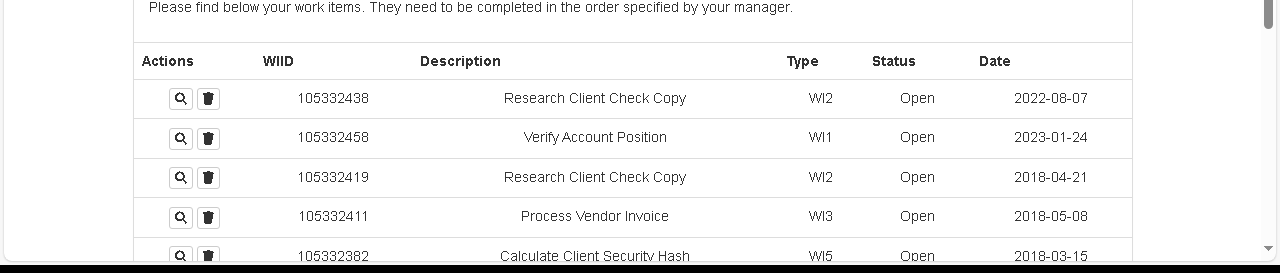 Please find below your work items. They need to be completed in the order specified by your manager.
Actions WIID Description Type Status Date
105332438 Research Client Check Copy WI2 Open 2022-08-07
105332458 Verify Account Position WI1 Open 2023-01-24
105332419 Research Client Check Copy WI2 Open 2018-04-21
105332411 Process Vendor Invoice WI3 Open 2018-05-08
105332382 Calculate Client Security Hash WI5 Open 2018-03-15